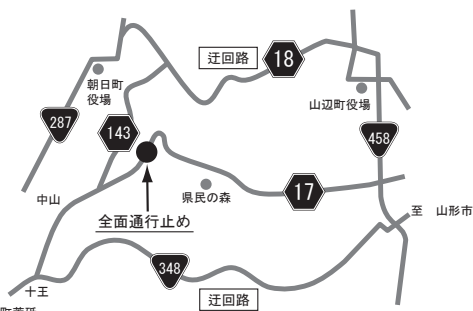 迂回路
18
朝日町
役場
山辺町役場
287
143
458
中山
県民の森
17
全面通行止め
至 山形市
348
十王
迂回路